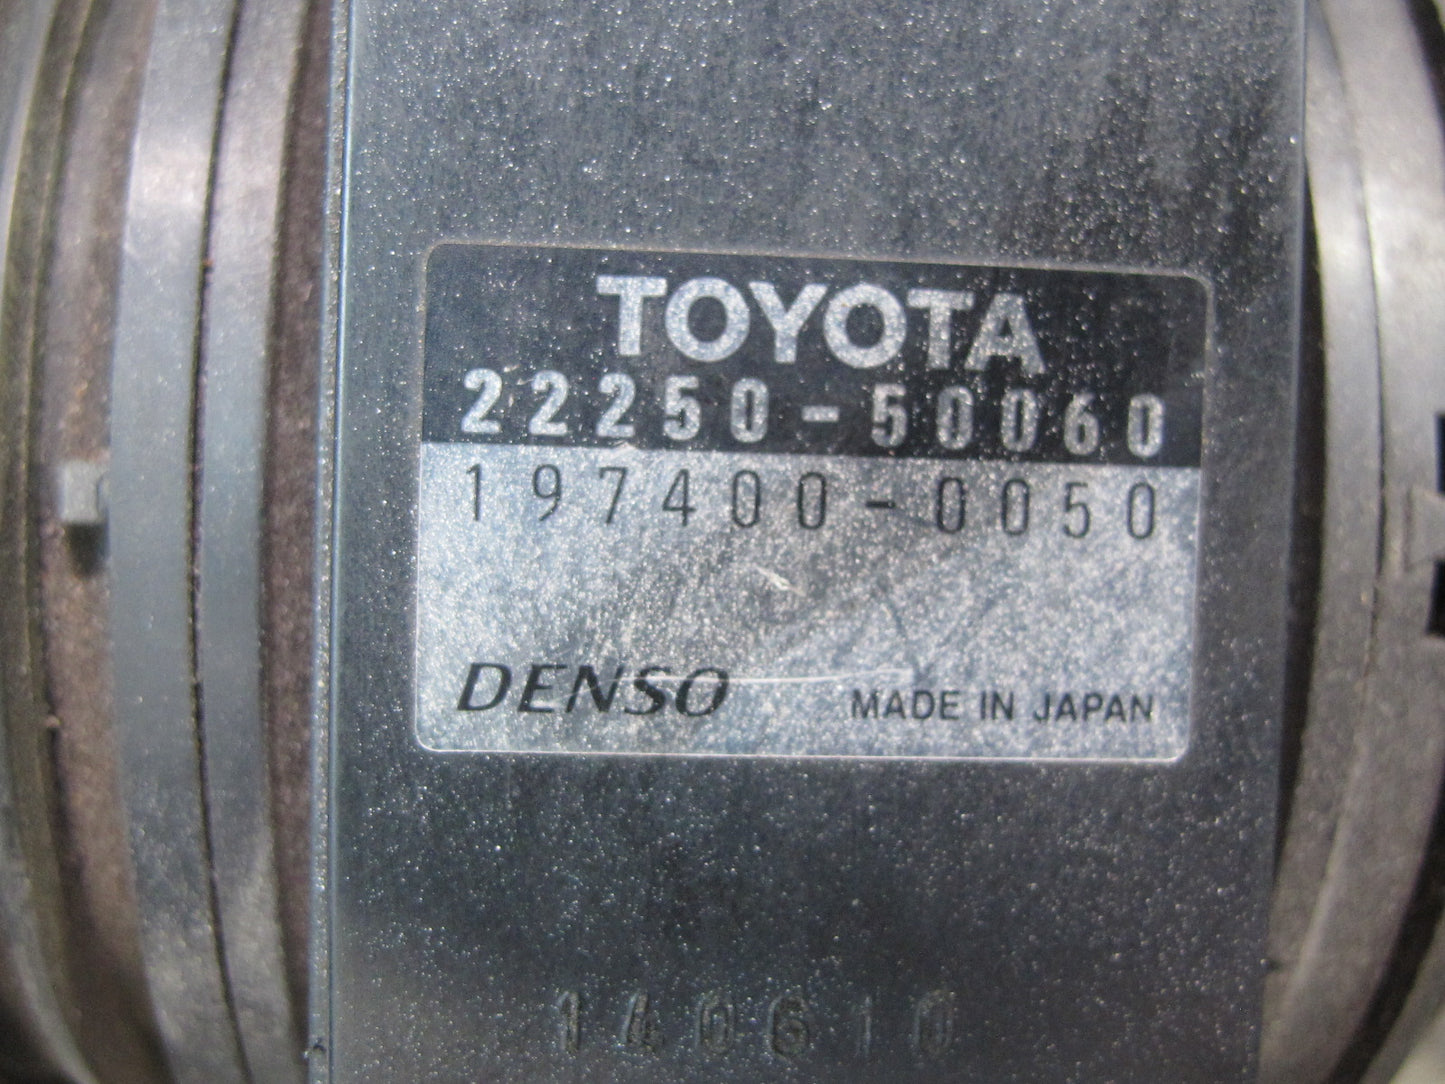 TOYOTA
22250-50060
197400-0050
DENSO
MADE IN JAPAN
140610